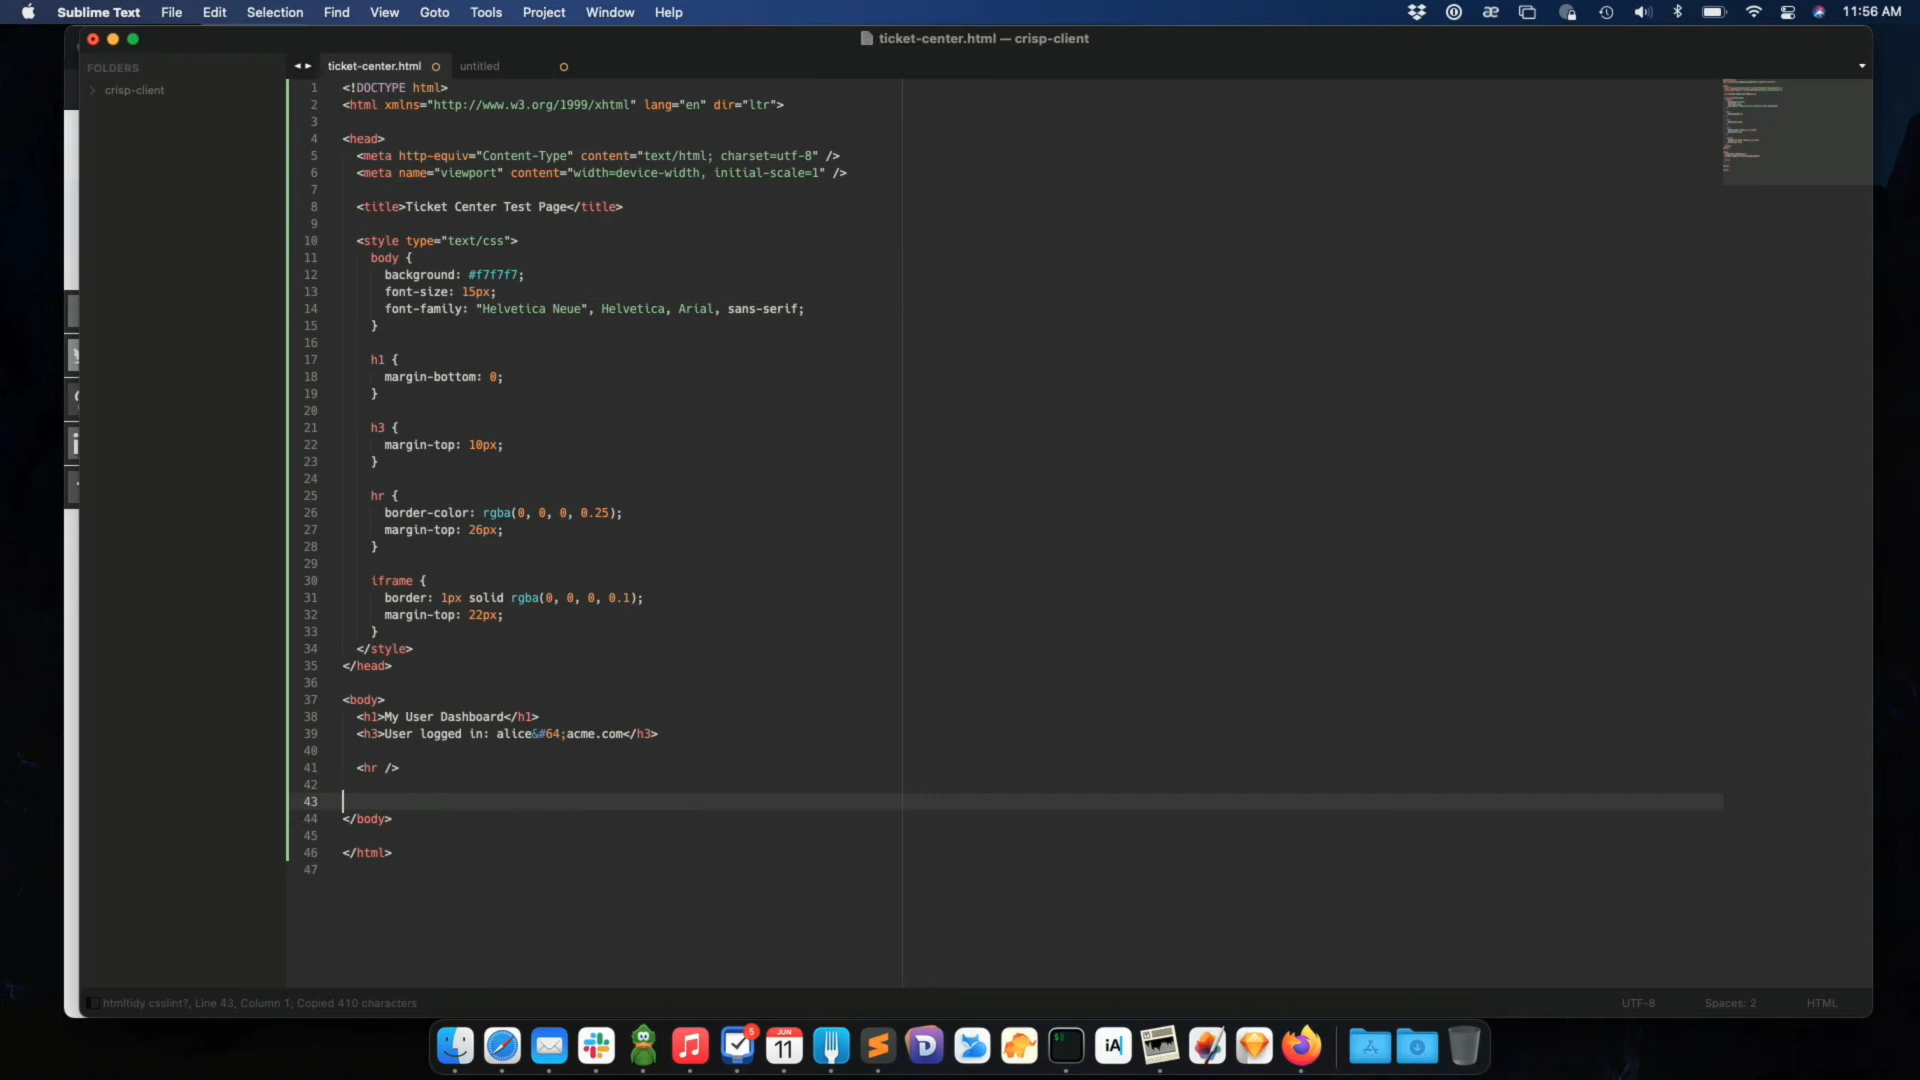 Sublime Text File Edit Selection Find View Goto Tools Project Window Help 11:56 AM
ticket-center.html — crisp-client
FOLDERS
crisp-client
ticket-center.html untitled
1 <!DOCTYPE html>
2 <html xmlns="http://www.w3.org/1999/xhtml" lang="en" dir="ltr">
3
4 <head>
5 <meta http-equiv="Content-Type" content="text/html; charset=utf-8" />
6 <meta name="viewport" content="width=device-width, initial-scale=1" />
7
8 <title>Ticket Center Test Page</title>
9
10 <style type="text/css">
11 body {
12 background: #f7f7f7;
13 font-size: 15px;
14 font-family: "Helvetica Neue", Helvetica, Arial, sans-serif;
15 }
16
17 h1 {
18 margin-bottom: 0;
19 }
20
21 h3 {
22 margin-top: 10px;
23 }
24
25 hr {
26 border-color: rgba(0, 0, 0, 0.25);
27 margin-top: 26px;
28 }
29
30 iframe {
31 border: 1px solid rgba(0, 0, 0, 0.1);
32 margin-top: 22px;
33 }
34 </style>
35 </head>
36
37 <body>
38 <h1>My User Dashboard</h1>
39 <h3>User logged in: alice&#64;acme.com</h3>
40
41 <hr />
42
43
44 </body>
45
46 </html>
47
htmltidy csslint?, Line 43, Column 1; Copied 410 characters UTF-8 Spaces: 2 HTML
5
JUN
11
D
iA